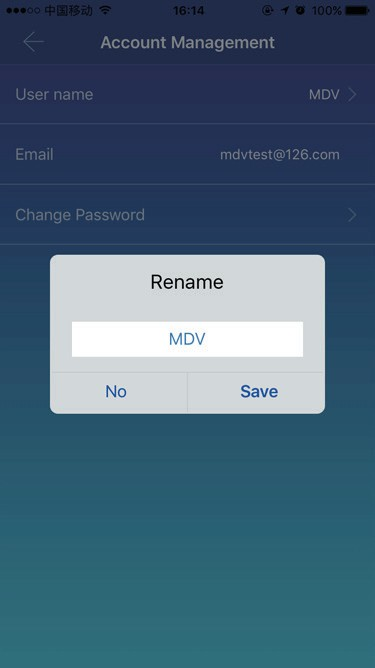 中国移动 16:14 100%
Account Management
User name MDV
Email mdvtest@126.com
Change Password
Rename
MDV
No Save